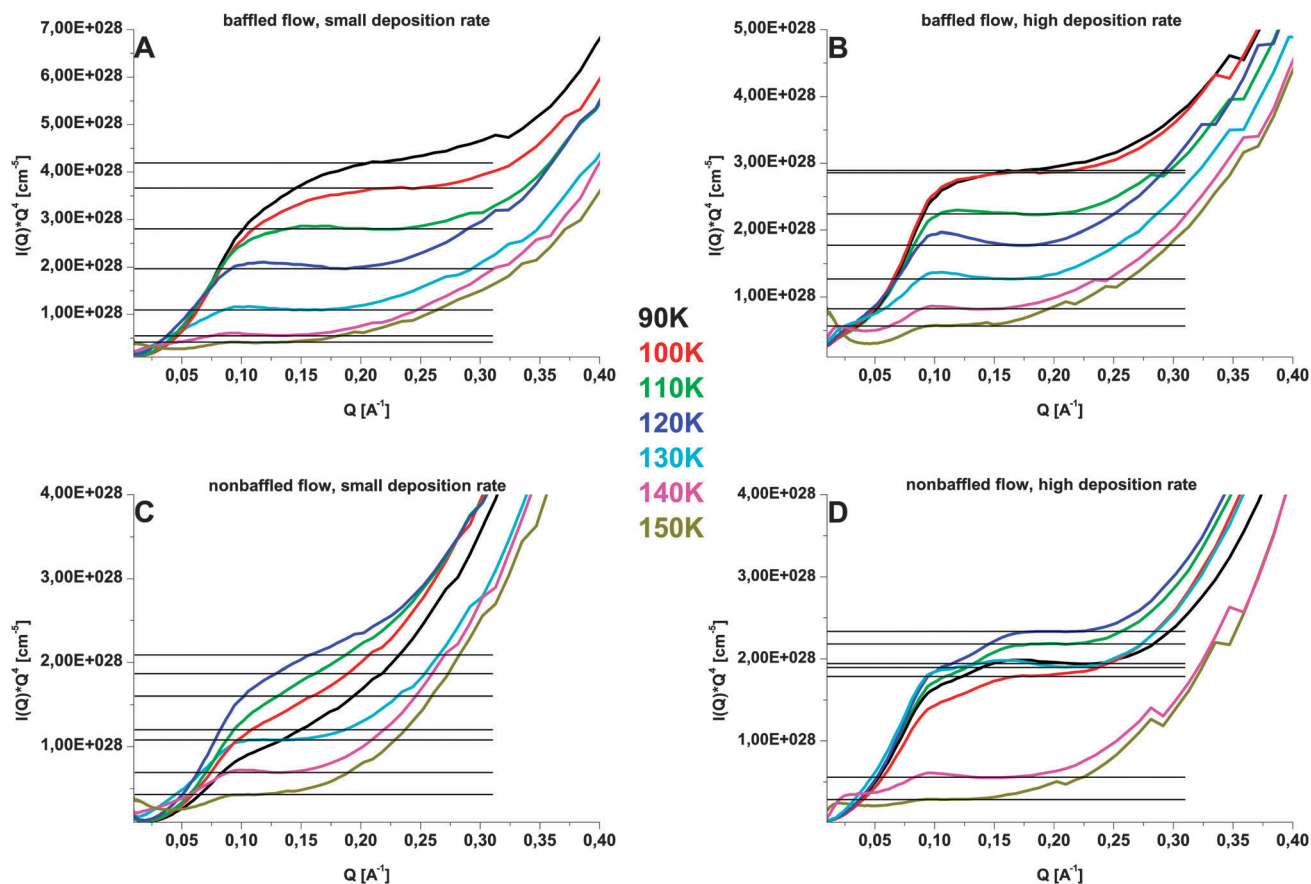 baffled flow, small deposition rate
A
7,00E+028
6,00E+028
5,00E+028
4,00E+028
3,00E+028
2,00E+028
1,00E+028
I(Q)*Q⁴ [cm⁻⁵]
0,05 0,10 0,15 0,20 0,25 0,30 0,35 0,40
Q [A⁻¹]
baffled flow, high deposition rate
B
5,00E+028
4,00E+028
3,00E+028
2,00E+028
1,00E+028
I(Q)*Q⁴ [cm⁻⁵]
0,05 0,10 0,15 0,20 0,25 0,30 0,35 0,40
Q [A⁻¹]
90K
100K
110K
120K
130K
140K
150K
nonbaffled flow, small deposition rate
C
4,00E+028
3,00E+028
2,00E+028
1,00E+028
I(Q)*Q⁴ [cm⁻⁵]
0,05 0,10 0,15 0,20 0,25 0,30 0,35 0,40
Q [A⁻¹]
nonbaffled flow, high deposition rate
D
4,00E+028
3,00E+028
2,00E+028
1,00E+028
I(Q)*Q⁴ [cm⁻⁵]
0,05 0,10 0,15 0,20 0,25 0,30 0,35 0,40
Q [A⁻¹]